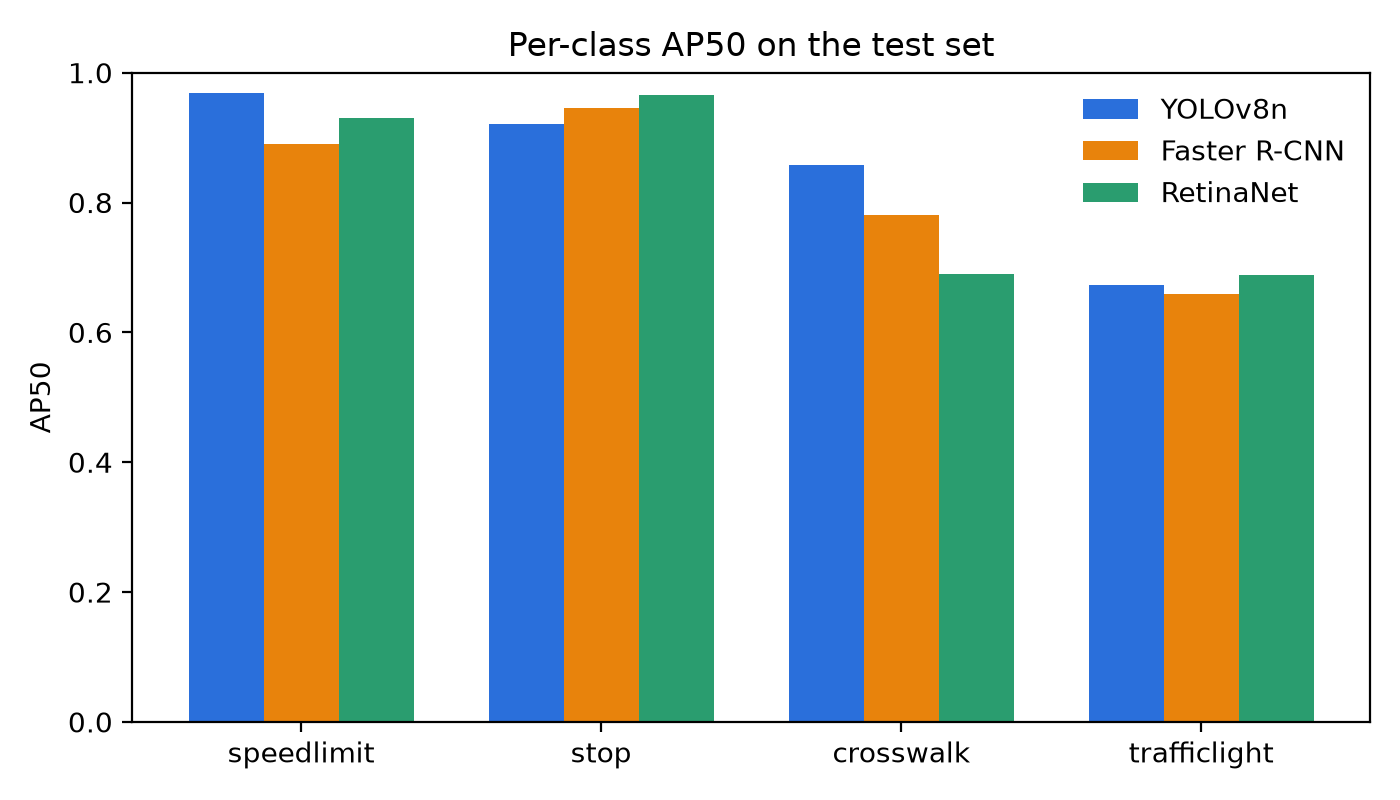 Per-class AP50 on the test set
1.0
0.8
0.6
0.4
0.2
0.0
AP50
YOLOv8n
Faster R-CNN
RetinaNet
speedlimit
stop
crosswalk
trafficlight